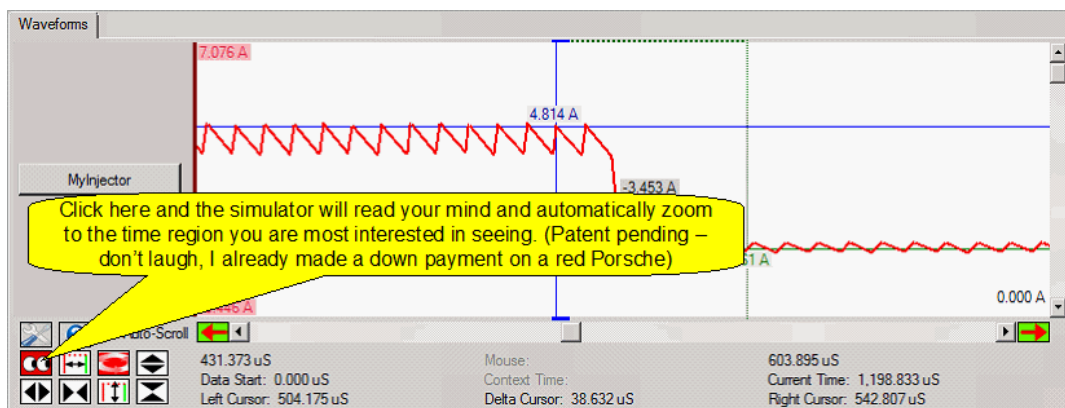 Waveforms
7.076 A
4.814 A
MyInjector
-3.453 A
Click here and the simulator will read your mind and automatically zoom
to the time region you are most interested in seeing. (Patent pending –
don't laugh, I already made a down payment on a red Porsche)
0.000 A
431.373 uS
Mouse:
603.895 uS
Data Start: 0.000 uS
Context Time:
Current Time: 1,198.833 uS
Left Cursor: 504.175 uS
Delta Cursor: 38.632 uS
Right Cursor: 542.807 uS